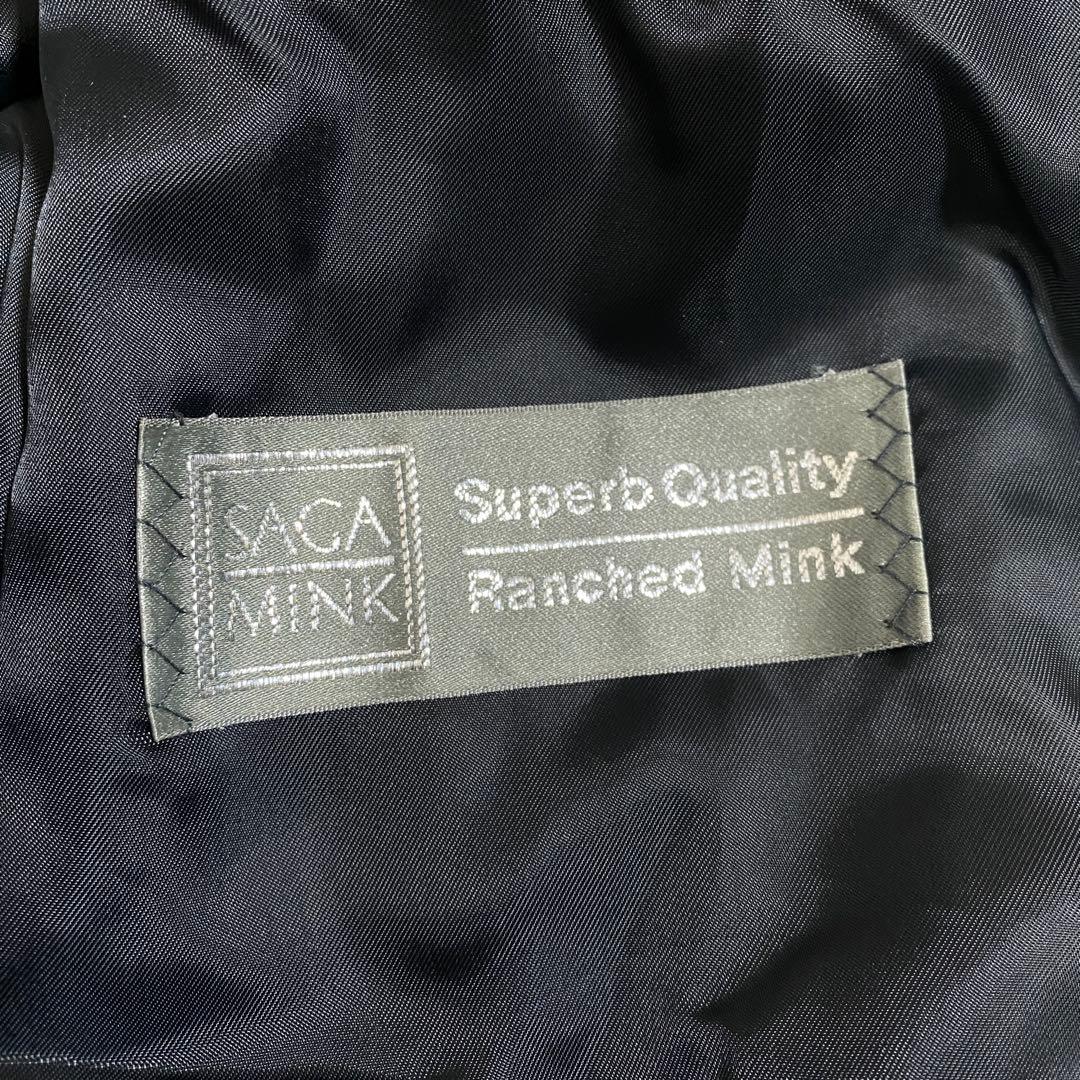 SAGA
MINK
Superb Quality
Ranched Mink